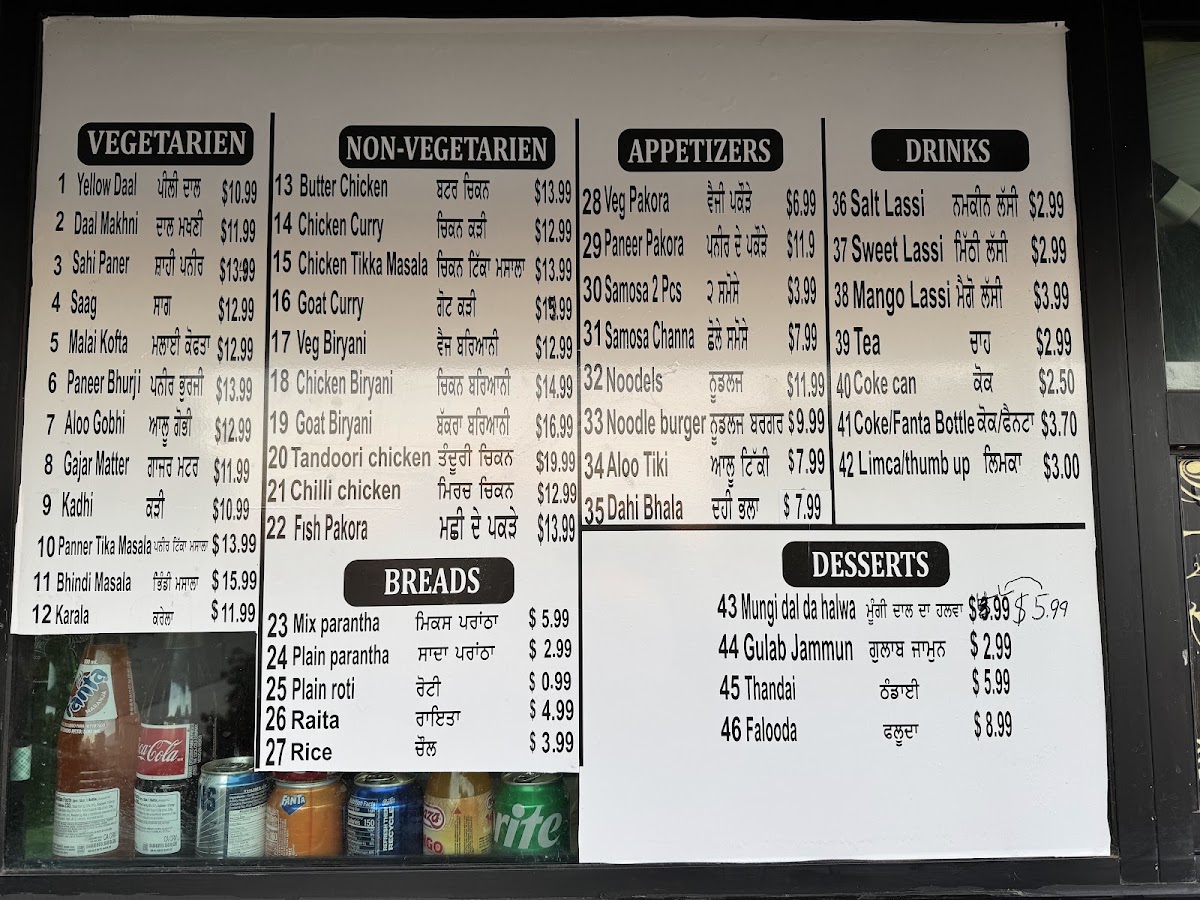 VEGETARIEN
1 Yellow Daal ਪੀਲੀ ਦਾਲ $10.99
2 Daal Makhni ਦਾਲ ਮਖਣੀ $11.99
3 Sahi Paner ਸ਼ਾਹੀ ਪਨੀਰ $13.99
4 Saag ਸਾਗ $12.99
5 Malai Kofta ਮਲਾਈ ਕੋਫਤਾ $12.99
6 Paneer Bhurji ਪਨੀਰ ਭੁਰਜੀ $13.99
7 Aloo Gobhi ਆਲੂ ਗੋਭੀ $12.99
8 Gajar Matter ਗਾਜਰ ਮਟਰ $11.99
9 Kadhi ਕੜੀ $10.99
10 Panner Tika Masala ਪਨੀਰ ਟਿੱਕਾ ਮਸਾਲਾ $13.99
11 Bhindi Masala ਭਿੰਡੀ ਮਸਾਲਾ $15.99
12 Karala ਕਰੇਲਾ $11.99
NON-VEGETARIEN
13 Butter Chicken ਬਟਰ ਚਿਕਨ $13.99
14 Chicken Curry ਚਿਕਨ ਕੜੀ $12.99
15 Chicken Tikka Masala ਚਿਕਨ ਟਿੱਕਾ ਮਸਾਲਾ $13.99
16 Goat Curry ਗੋਟ ਕੜੀ
17 Veg Biryani ਵੈਜ ਬਰਿਆਨੀ $12.99
18 Chicken Biryani ਚਿਕਨ ਬਰਿਆਨੀ $14.99
19 Goat Biryani ਬੱਕਰਾ ਬਰਿਆਨੀ $16.99
20 Tandoori chicken ਤੰਦੂਰੀ ਚਿਕਨ $19.99
21 Chilli chicken ਮਿਰਚ ਚਿਕਨ $12.99
22 Fish Pakora ਮਛੀ ਦੇ ਪਕੜੇ $13.99
BREADS
23 Mix parantha ਮਿਕਸ ਪਰਾਂਠਾ $ 5.99
24 Plain parantha ਸਾਦਾ ਪਰਾਂਠਾ $ 2.99
25 Plain roti ਰੋਟੀ $ 0.99
26 Raita ਰਾਇਤਾ $ 4.99
27 Rice ਚੌਲ $ 3.99
APPETIZERS
28 Veg Pakora ਵੈਜੀ ਪਕੌੜੇ $6.99
29 Paneer Pakora ਪਨੀਰ ਦੇ ਪਕੌੜੇ $11.9
30 Samosa 2 Pcs ੨ ਸਮੋਸੇ $3.99
31 Samosa Channa ਛੋਲੇ ਸਮੋਸੇ $7.99
32 Noodels ਨੂਡਲਜ $11.99
33 Noodle burger ਨੂਡਲਜ ਬਰਗਰ $9.99
34 Aloo Tiki ਆਲੂ ਟਿੱਕੀ $7.99
35 Dahi Bhala ਦਹੀ ਭਲਾ $ 7.99
DRINKS
36 Salt Lassi ਨਮਕੀਨ ਲੱਸੀ $2.99
37 Sweet Lassi ਮਿੱਠੀ ਲੱਸੀ $2.99
38 Mango Lassi ਮੈਗੋ ਲੱਸੀ $3.99
39 Tea ਚਾਹ $2.99
40 Coke can ਕੋਕ $2.50
41 Coke/Fanta Bottle ਕੋਕ/ਫੈਨਟਾ $3.70
42 Limca/thumb up ਲਿਮਕਾ $3.00
DESSERTS
43 Mungi dal da halwa ਮੂੰਗੀ ਦਾਲ ਦਾ ਹਲਵਾ $5.99
44 Gulab Jammun ਗੁਲਾਬ ਜਾਮੁਨ $ 2.99
45 Thandai ਠੰਡਾਈ $ 5.99
46 Falooda ਫਲੂਦਾ $ 8.99
Fanta
Coca-Cola
FANTA
150
RECYCLE
rite